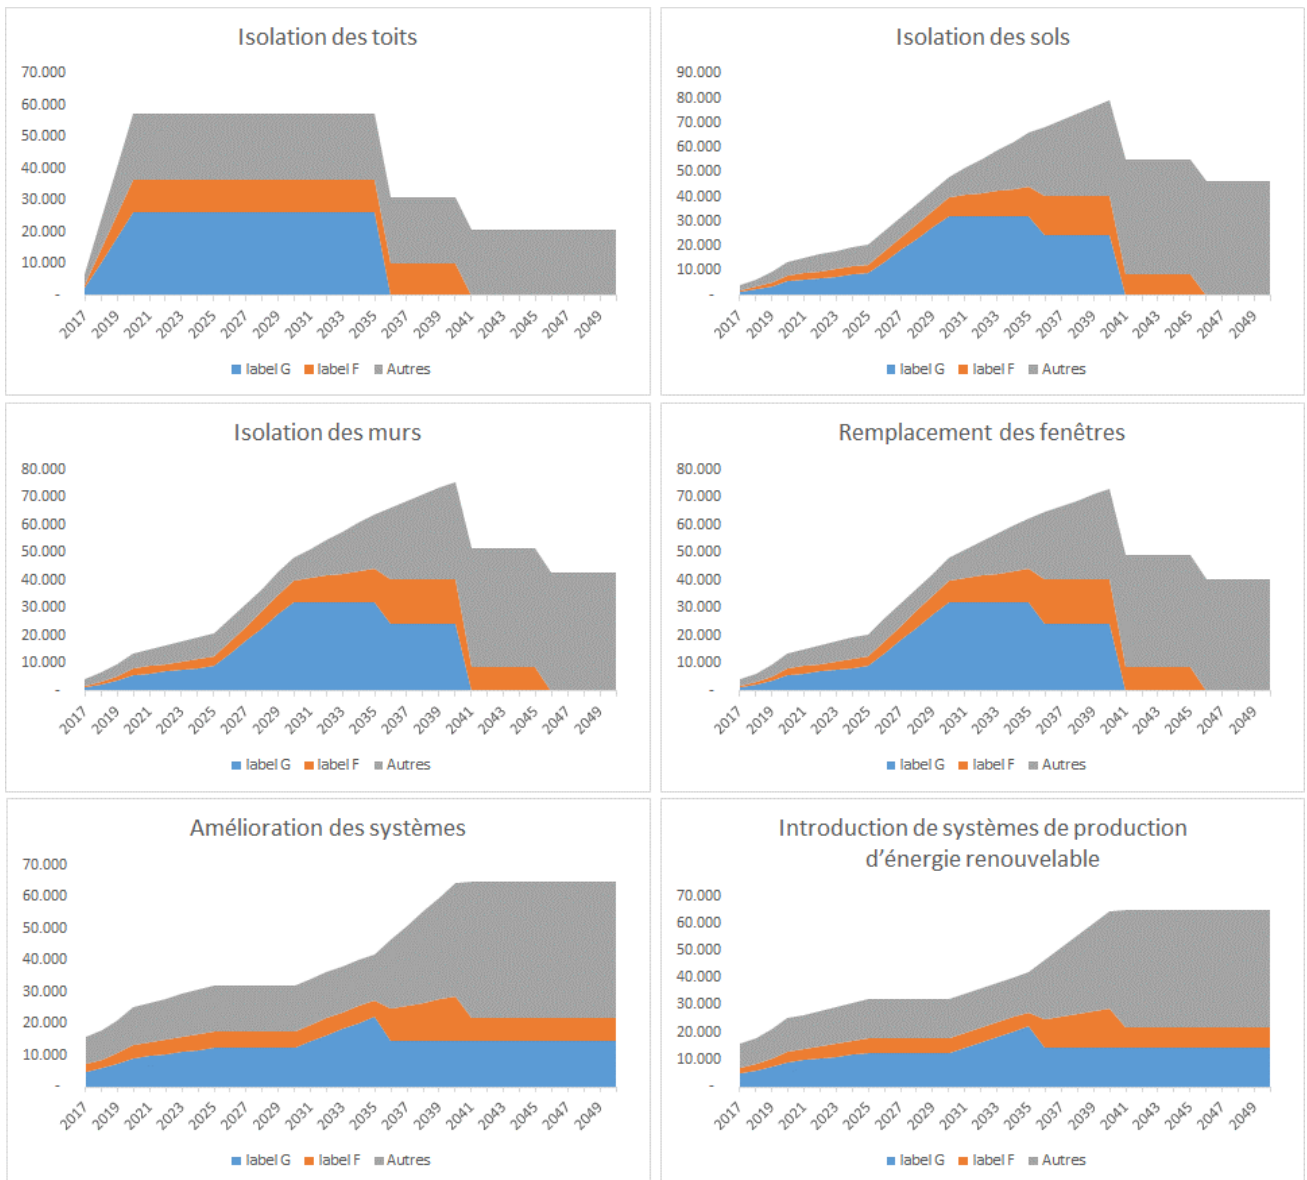 Isolation des toits
70.000
60.000
50.000
40.000
30.000
20.000
10.000
-
2017 2019 2021 2023 2025 2027 2029 2031 2033 2035 2037 2039 2041 2043 2045 2047 2049
label G label F Autres
Isolation des sols
90.000
80.000
70.000
60.000
50.000
40.000
30.000
20.000
10.000
-
2017 2019 2021 2023 2025 2027 2029 2031 2033 2035 2037 2039 2041 2043 2045 2047 2049
label G label F Autres
Isolation des murs
80.000
70.000
60.000
50.000
40.000
30.000
20.000
10.000
-
2017 2019 2021 2023 2025 2027 2029 2031 2033 2035 2037 2039 2041 2043 2045 2047 2049
label G label F Autres
Remplacement des fenêtres
80.000
70.000
60.000
50.000
40.000
30.000
20.000
10.000
-
2017 2019 2021 2023 2025 2027 2029 2031 2033 2035 2037 2039 2041 2043 2045 2047 2049
label G label F Autres
Amélioration des systèmes
70.000
60.000
50.000
40.000
30.000
20.000
10.000
-
2017 2019 2021 2023 2025 2027 2029 2031 2033 2035 2037 2039 2041 2043 2045 2047 2049
label G label F Autres
Introduction de systèmes de production
d’énergie renouvelable
70.000
60.000
50.000
40.000
30.000
20.000
10.000
-
2017 2019 2021 2023 2025 2027 2029 2031 2033 2035 2037 2039 2041 2043 2045 2047 2049
label G label F Autres